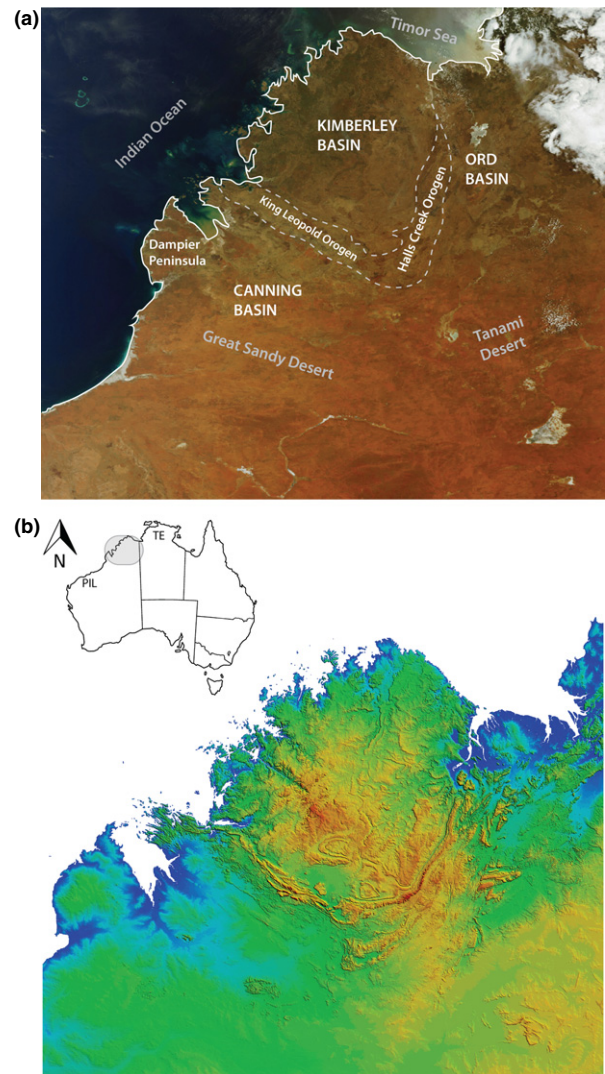 (a)
Timor Sea
Indian Ocean
KIMBERLEY
BASIN
ORD
BASIN
King Leopold Orogen
Halls Creek Orogen
Dampier
Peninsula
CANNING
BASIN
Great Sandy Desert
Tanami
Desert
(b)
N
TE
PIL